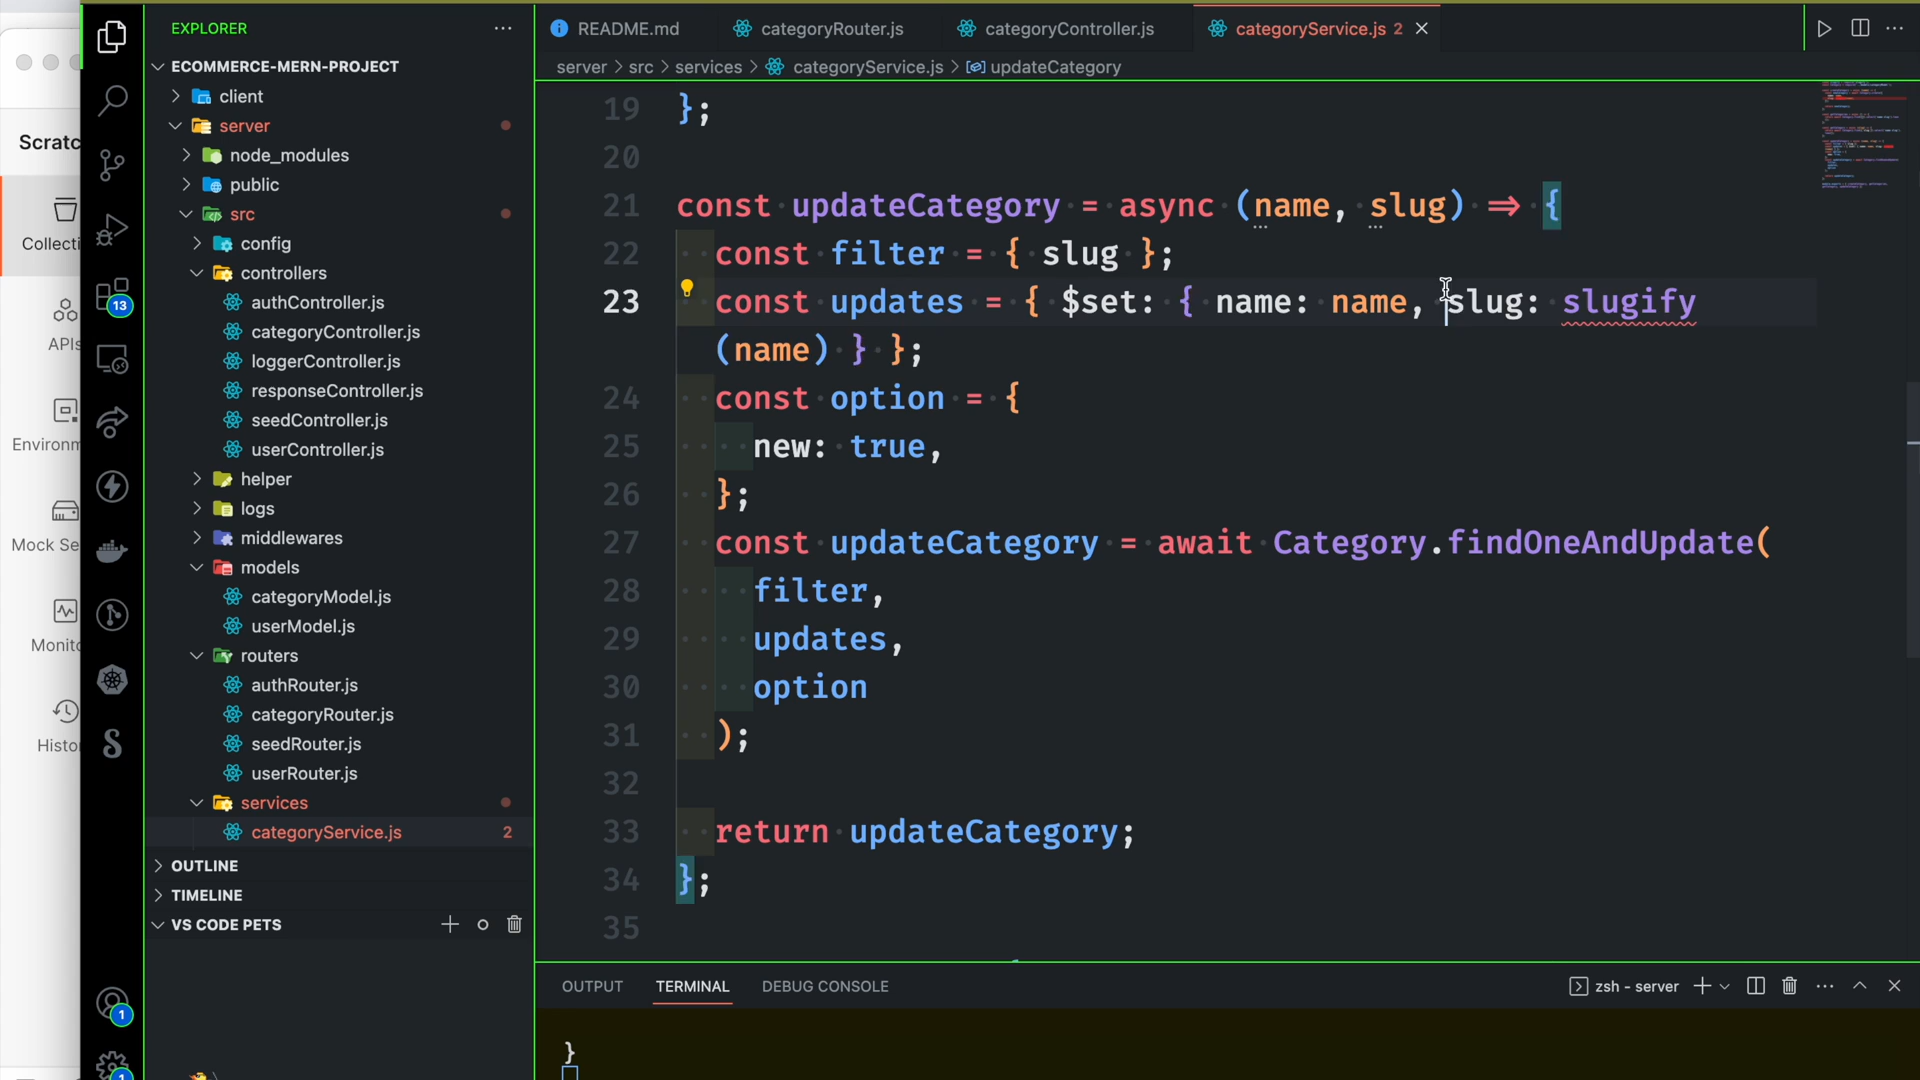 Scratc
Collecti
APIs
Environm
Mock Se
Monito
Histo
13
1
1
EXPLORER
ECOMMERCE-MERN-PROJECT
client
server
node_modules
public
src
config
controllers
authController.js
categoryController.js
loggerController.js
responseController.js
seedController.js
userController.js
helper
logs
middlewares
models
categoryModel.js
userModel.js
routers
authRouter.js
categoryRouter.js
seedRouter.js
userRouter.js
services
categoryService.js 2
OUTLINE
TIMELINE
VS CODE PETS
README.md categoryRouter.js categoryController.js categoryService.js 2
server > src > services > categoryService.js > updateCategory
19 };
20
21 const updateCategory = async (name, slug) => {
22 const filter = { slug };
23 const updates = { $set: { name: name, slug: slugify
(name) } };
24 const option = {
25 new: true,
26 };
27 const updateCategory = await Category.findOneAndUpdate(
28 filter,
29 updates,
30 option
31 );
32
33 return updateCategory;
34 };
35
OUTPUT TERMINAL DEBUG CONSOLE zsh - server
}